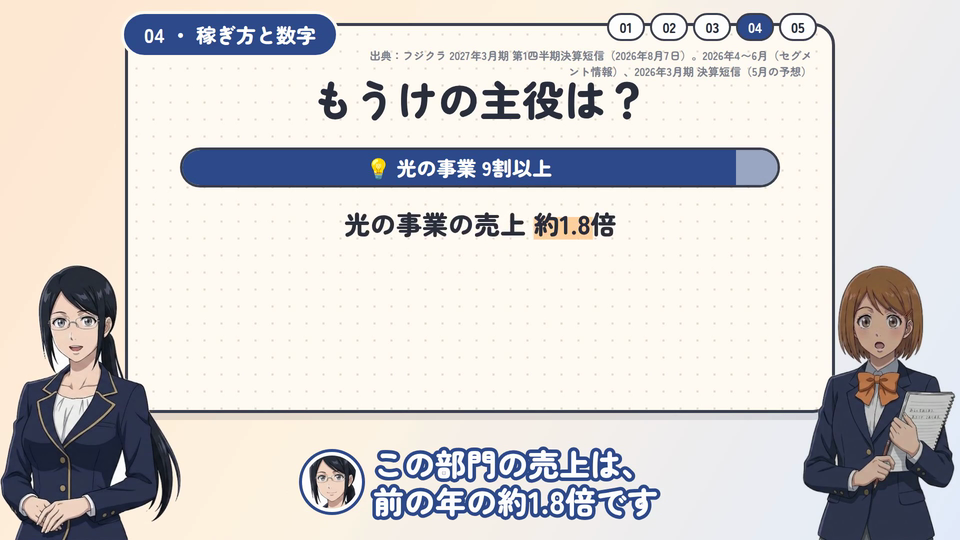 04 ・ 稼ぎ方と数字
01 02 03 04 05
出典：フジクラ 2027年3月期 第1四半期決算短信（2026年8月7日）。2026年4〜6月（セグメ
ント情報）、2026年3月期 決算短信（5月の予想）
もうけの主役は？
💡 光の事業 9割以上
光の事業の売上 約1.8倍
この部門の売上は、
前の年の約1.8倍です